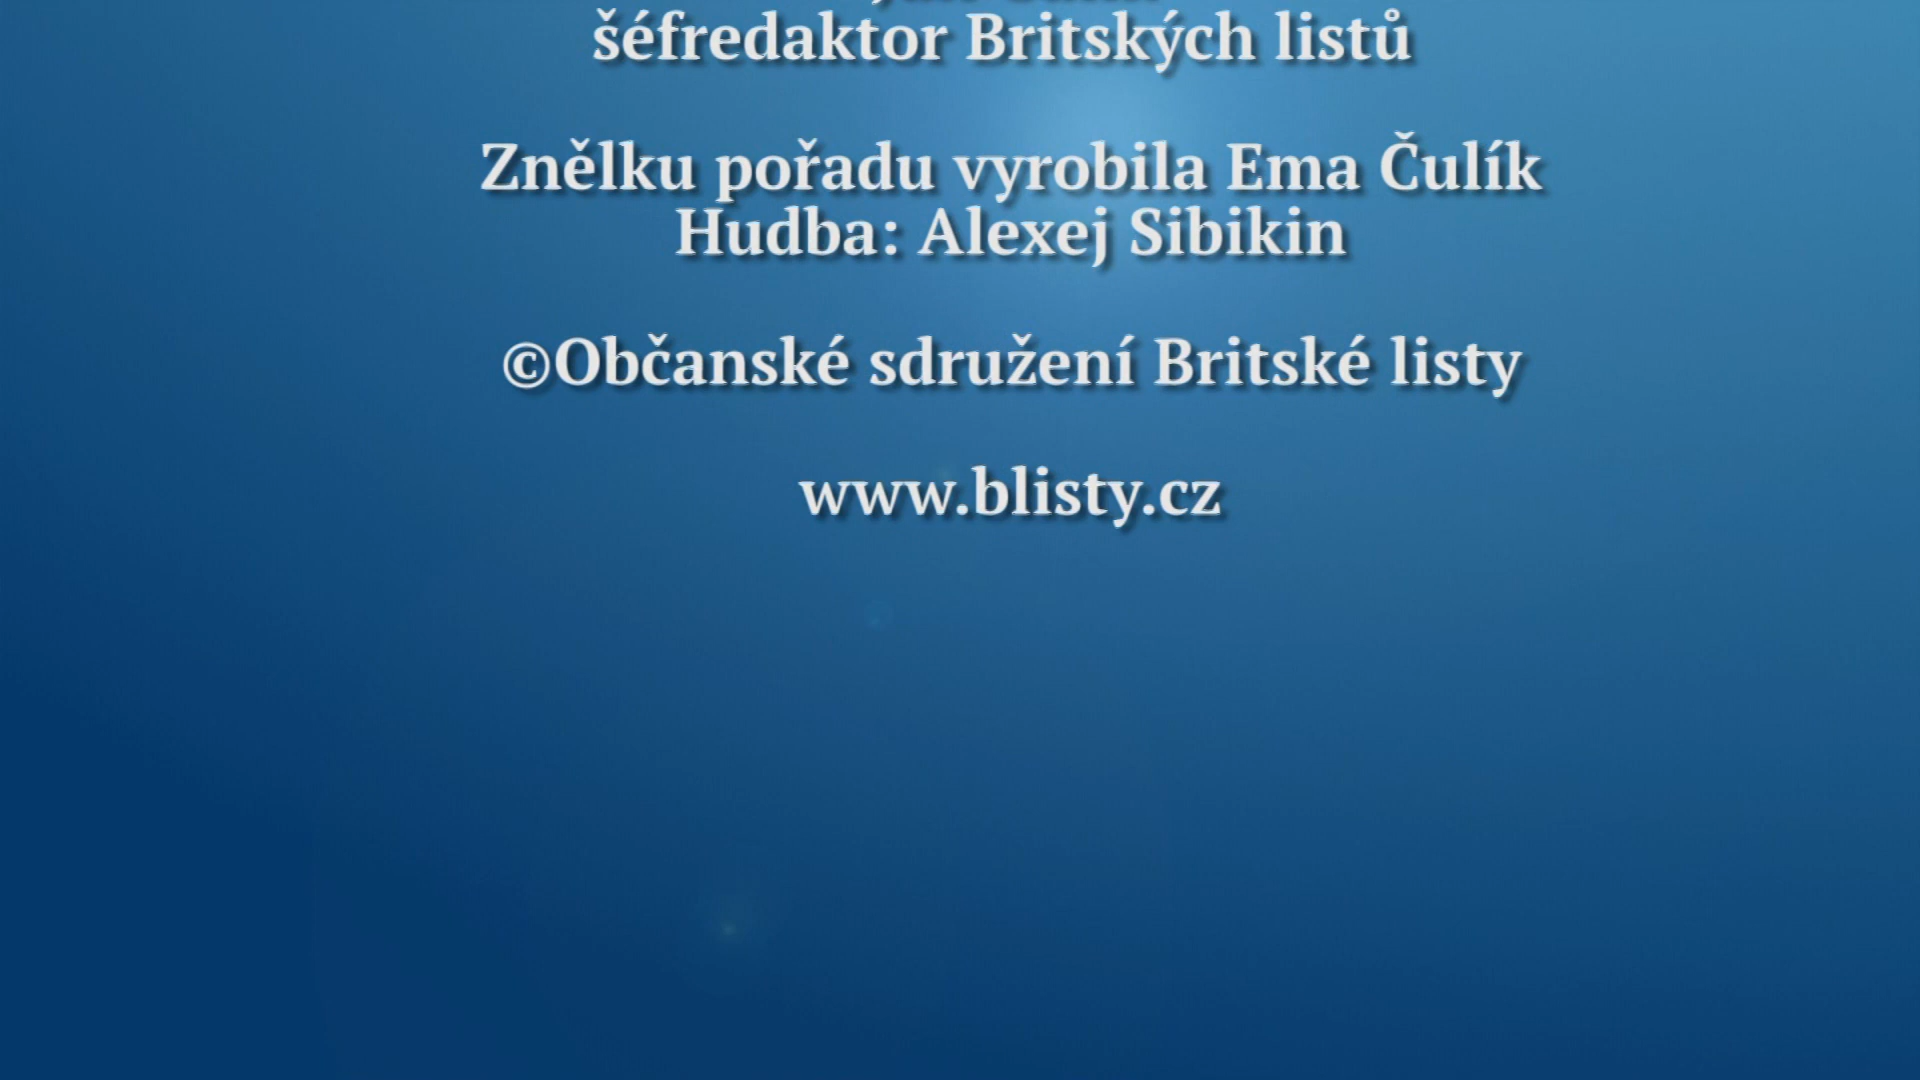 šéfredaktor Britských listů
Znělku pořadu vyrobila Ema Čulík
Hudba: Alexej Sibikin
©Občanské sdružení Britské listy
www.blisty.cz